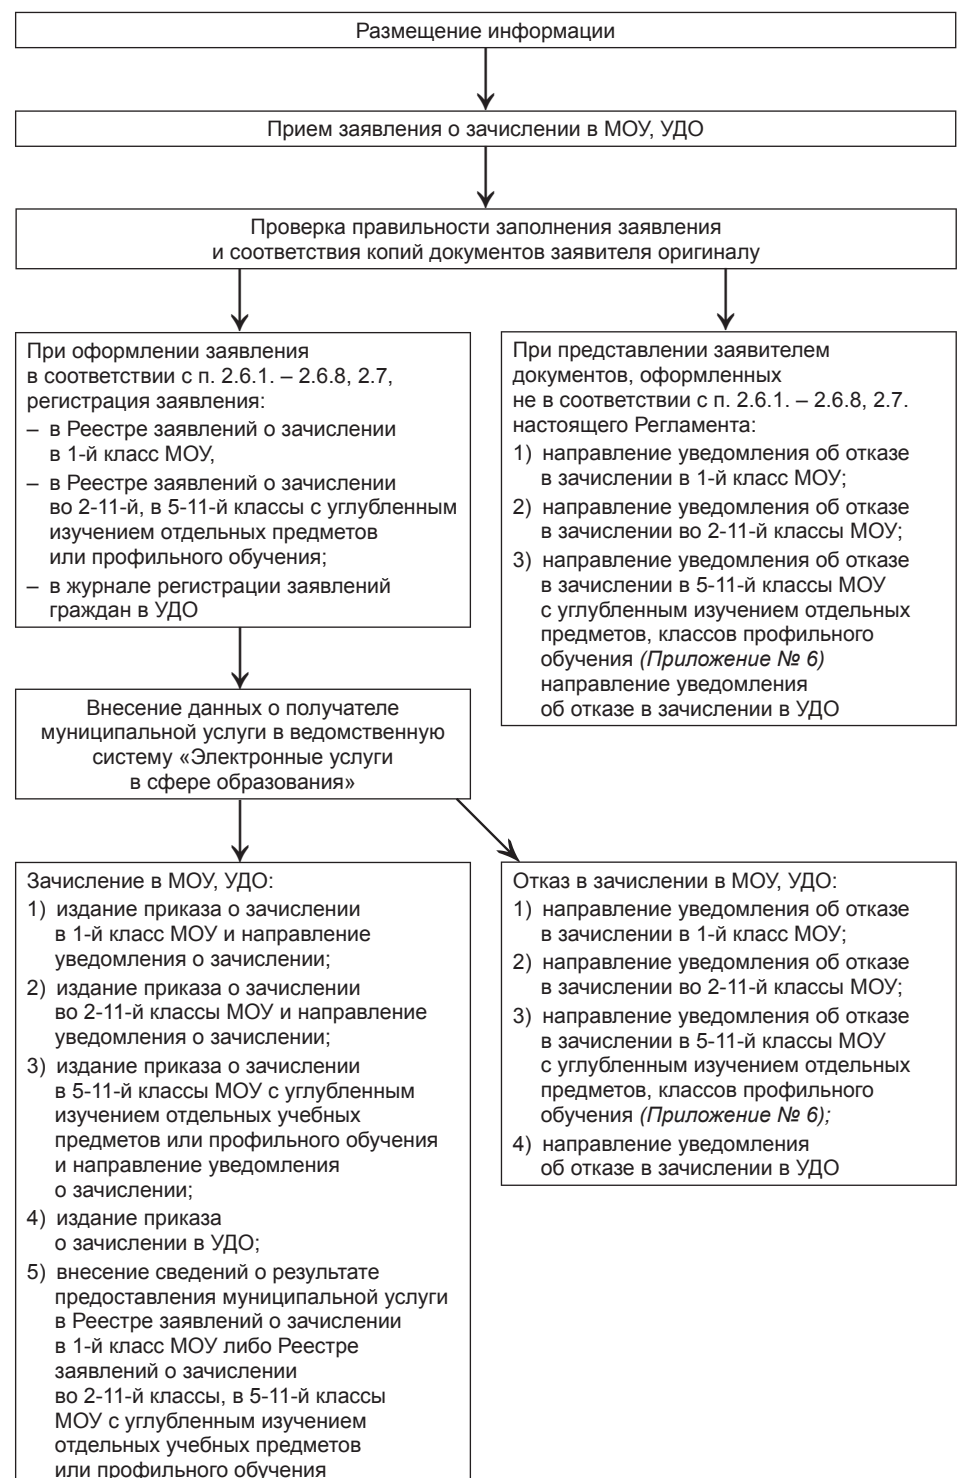 Размещение информации
Прием заявления о зачислении в МОУ, УДО
Проверка правильности заполнения заявления
и соответствия копий документов заявителя оригиналу
При оформлении заявления
в соответствии с п. 2.6.1. – 2.6.8, 2.7,
регистрация заявления:
– в Реестре заявлений о зачислении
в 1-й класс МОУ,
– в Реестре заявлений о зачислении
во 2-11-й, в 5-11-й классы с углубленным
изучением отдельных предметов
или профильного обучения;
– в журнале регистрации заявлений
граждан в УДО
При представлении заявителем
документов, оформленных
не в соответствии с п. 2.6.1. – 2.6.8, 2.7.
настоящего Регламента:
1) направление уведомления об отказе
в зачислении в 1-й класс МОУ;
2) направление уведомления об отказе
в зачислении во 2-11-й классы МОУ;
3) направление уведомления об отказе
в зачислении в 5-11-й классы МОУ
с углубленным изучением отдельных
предметов, классов профильного
обучения (Приложение № 6)
направление уведомления
об отказе в зачислении в УДО
Внесение данных о получателе
муниципальной услуги в ведомственную
систему «Электронные услуги
в сфере образования»
Зачисление в МОУ, УДО:
1) издание приказа о зачислении
в 1-й класс МОУ и направление
уведомления о зачислении;
2) издание приказа о зачислении
во 2-11-й классы МОУ и направление
уведомления о зачислении;
3) издание приказа о зачислении
в 5-11-й классы МОУ с углубленным
изучением отдельных учебных
предметов или профильного обучения
и направление уведомления
о зачислении;
4) издание приказа
о зачислении в УДО;
5) внесение сведений о результате
предоставления муниципальной услуги
в Реестре заявлений о зачислении
в 1-й класс МОУ либо Реестре
заявлений о зачислении
во 2-11-й классы, в 5-11-й классы
МОУ с углубленным изучением
отдельных учебных предметов
или профильного обучения
Отказ в зачислении в МОУ, УДО:
1) направление уведомления об отказе
в зачислении в 1-й класс МОУ;
2) направление уведомления об отказе
в зачислении во 2-11-й классы МОУ;
3) направление уведомления об отказе
в зачислении в 5-11-й классы МОУ
с углубленным изучением отдельных
предметов, классов профильного
обучения (Приложение № 6);
4) направление уведомления
об отказе в зачислении в УДО